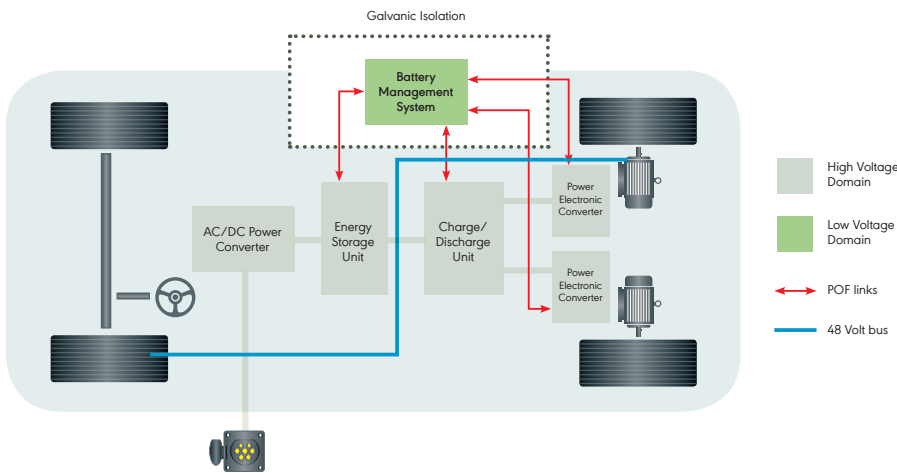 Galvanic Isolation
Battery
Management
System
Power
Electronic
Converter
AC/DC Power
Converter
Energy
Storage
Unit
Charge/
Discharge
Unit
Power
Electronic
Converter
High Voltage
Domain
Low Voltage
Domain
POF links
48 Volt bus